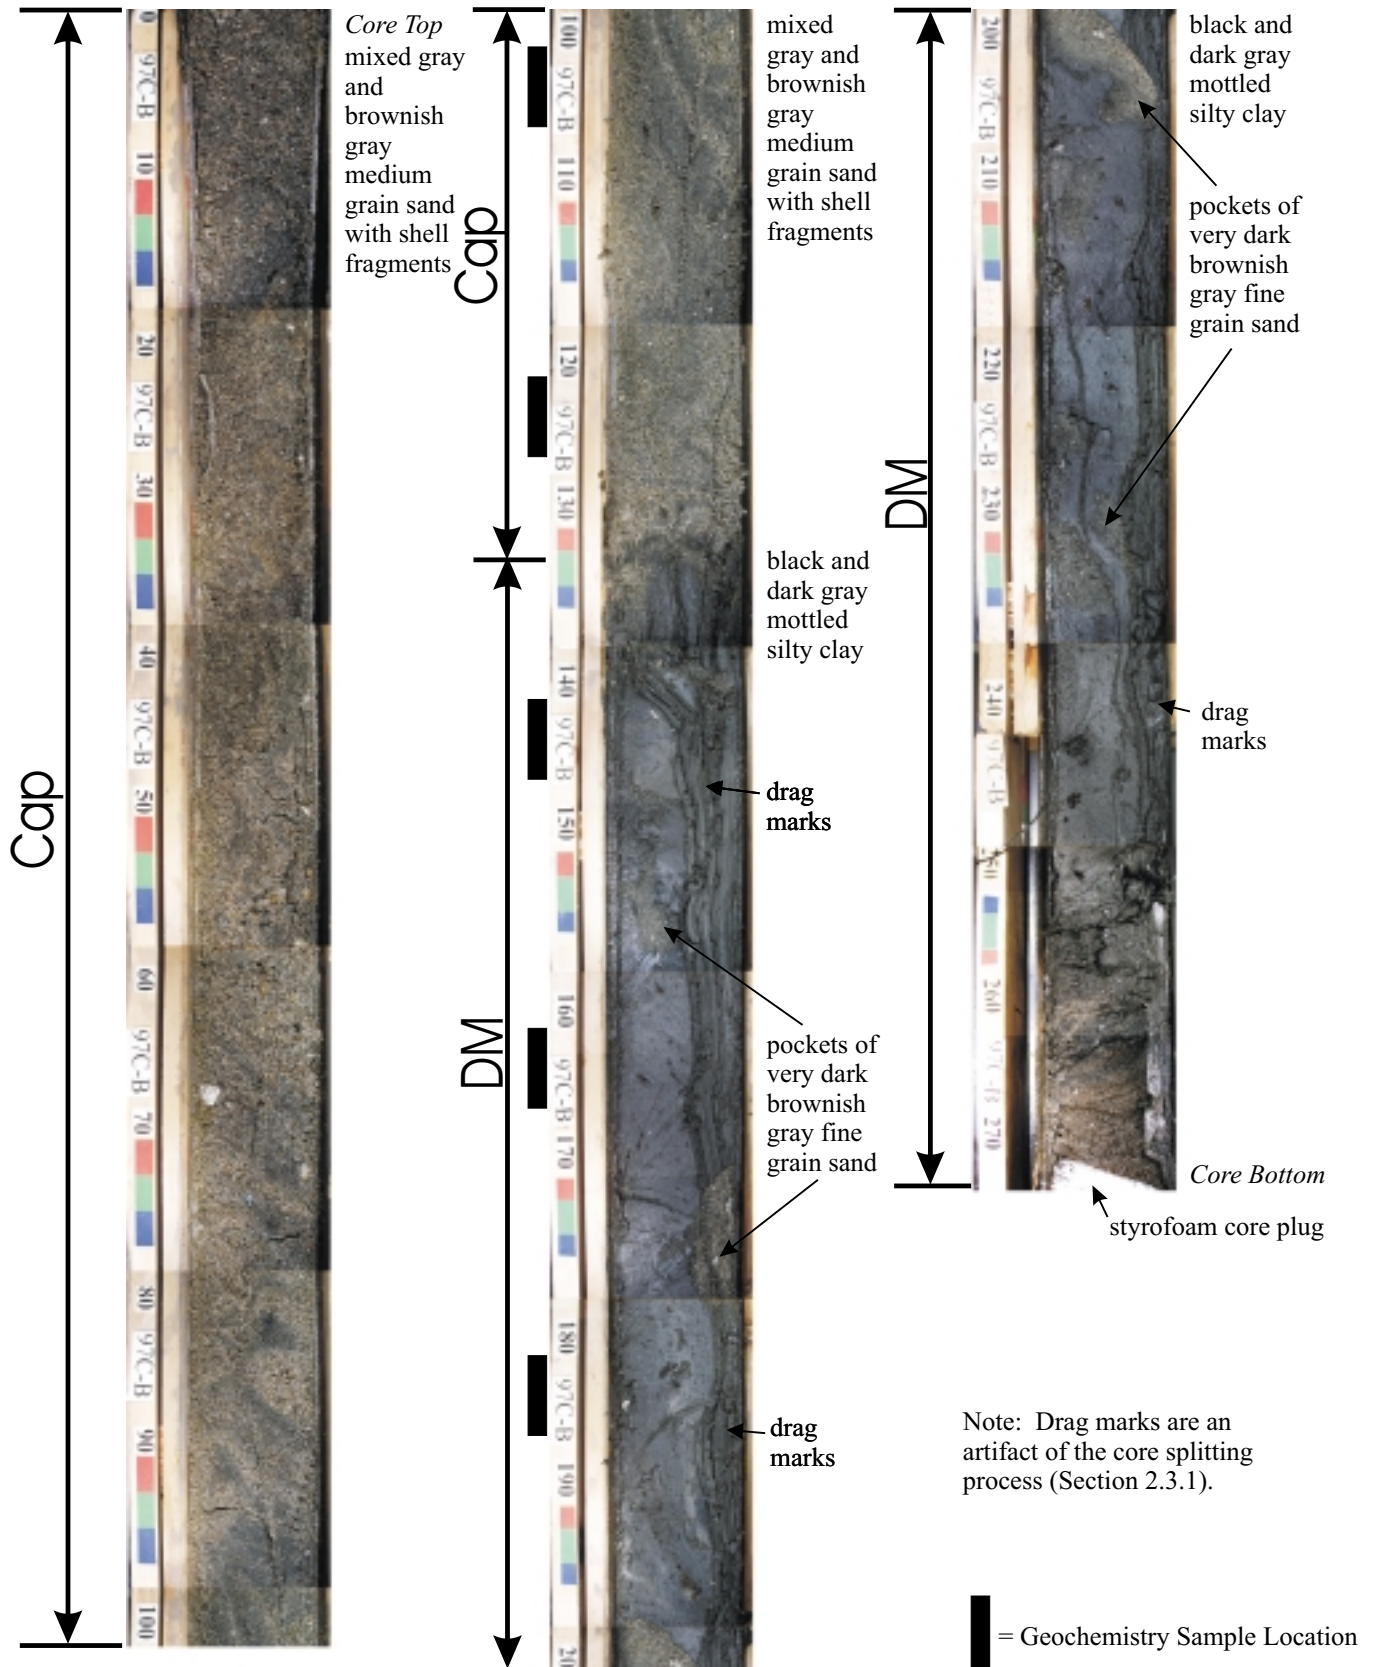 Cap
0
97C-B
10
20
97C-B
30
40
97C-B
50
60
97C-B
70
80
97C-B
90
100
Core Top
mixed gray
and
brownish
gray
medium
grain sand
with shell
fragments
Cap
DM
100
97C-B
110
120
97C-B
130
140
97C-B
150
160
97C-B
170
180
97C-B
190
20
mixed
gray and
brownish
gray
medium
grain sand
with shell
fragments
black and
dark gray
mottled
silty clay
drag
marks
pockets of
very dark
brownish
gray fine
grain sand
drag
marks
DM
200
97C-B
210
220
97C-B
230
240
97C-B
250
260
97C-B
270
black and
dark gray
mottled
silty clay
pockets of
very dark
brownish
gray fine
grain sand
drag
marks
Core Bottom
styrofoam core plug
Note: Drag marks are an
artifact of the core splitting
process (Section 2.3.1).
= Geochemistry Sample Location